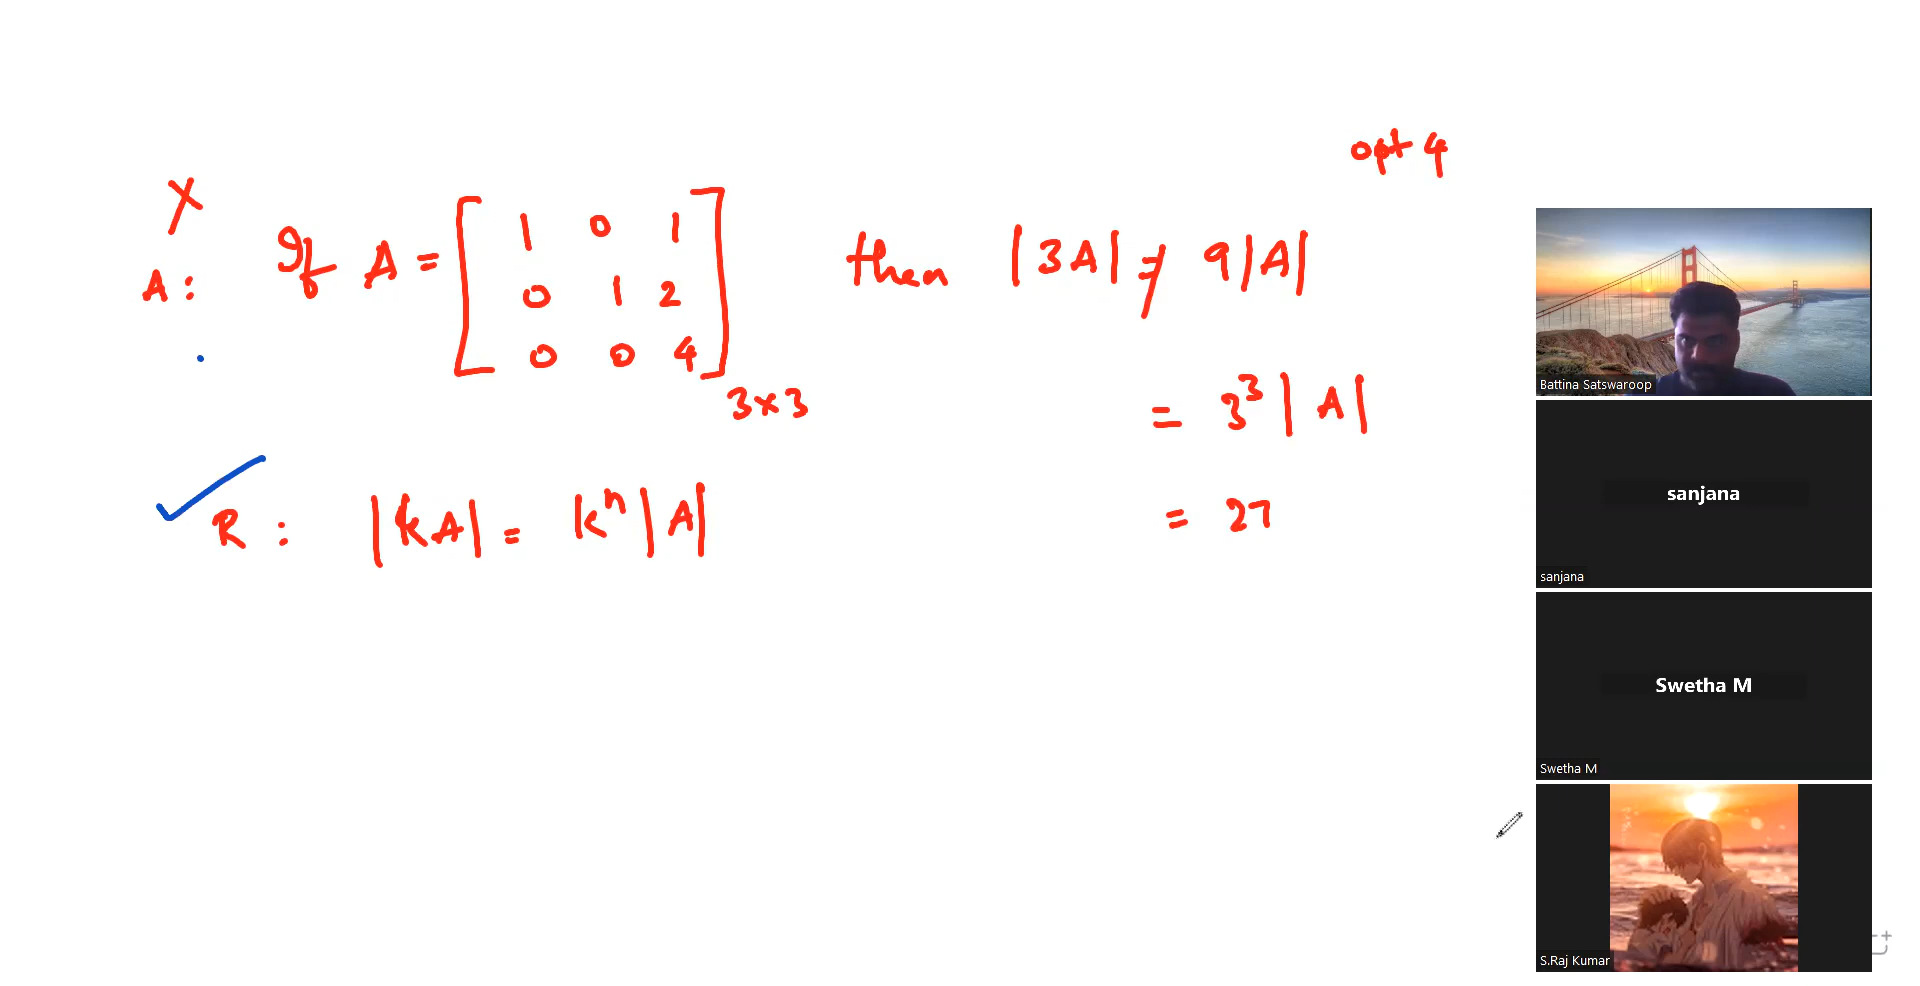 opt 4
X
A: If A = [ 1 0 1
0 1 2
0 0 4 ] 3×3
then |3A| ≠ 9|A|
= 3³ |A|
= 27
R: |kA| = kⁿ |A|
Battina Satswaroop
sanjana
sanjana
Swetha M
Swetha M
S.Raj Kumar